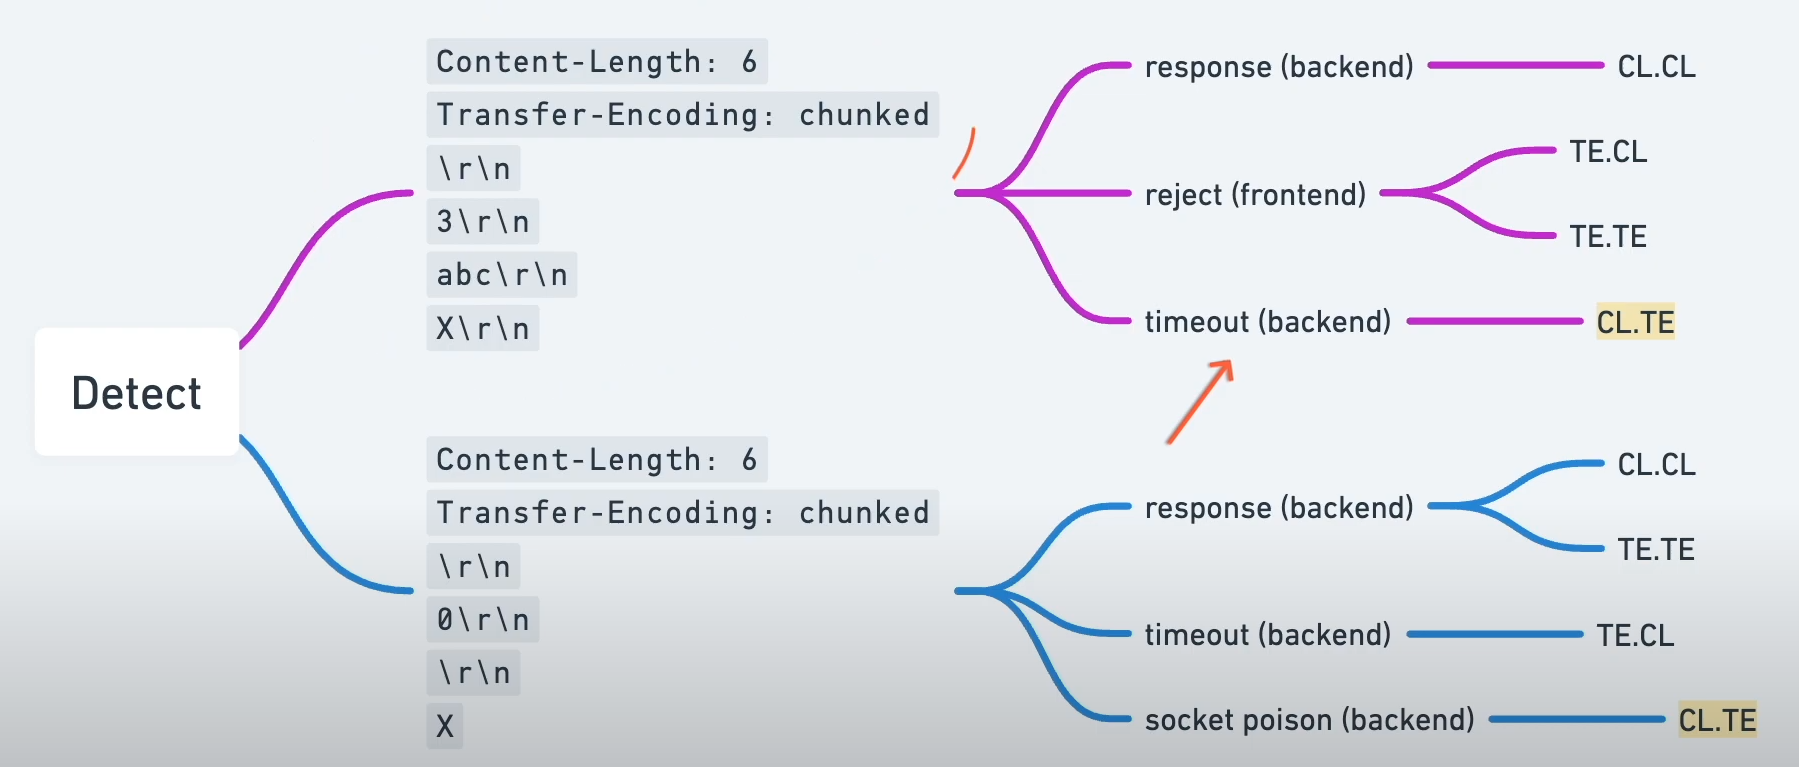 Detect
Content-Length: 6
Transfer-Encoding: chunked
\r\n
3\r\n
abc\r\n
X\r\n
response (backend)
CL.CL
reject (frontend)
TE.CL
TE.TE
timeout (backend)
CL.TE
Content-Length: 6
Transfer-Encoding: chunked
\r\n
0\r\n
\r\n
X
response (backend)
CL.CL
TE.TE
timeout (backend)
TE.CL
socket poison (backend)
CL.TE